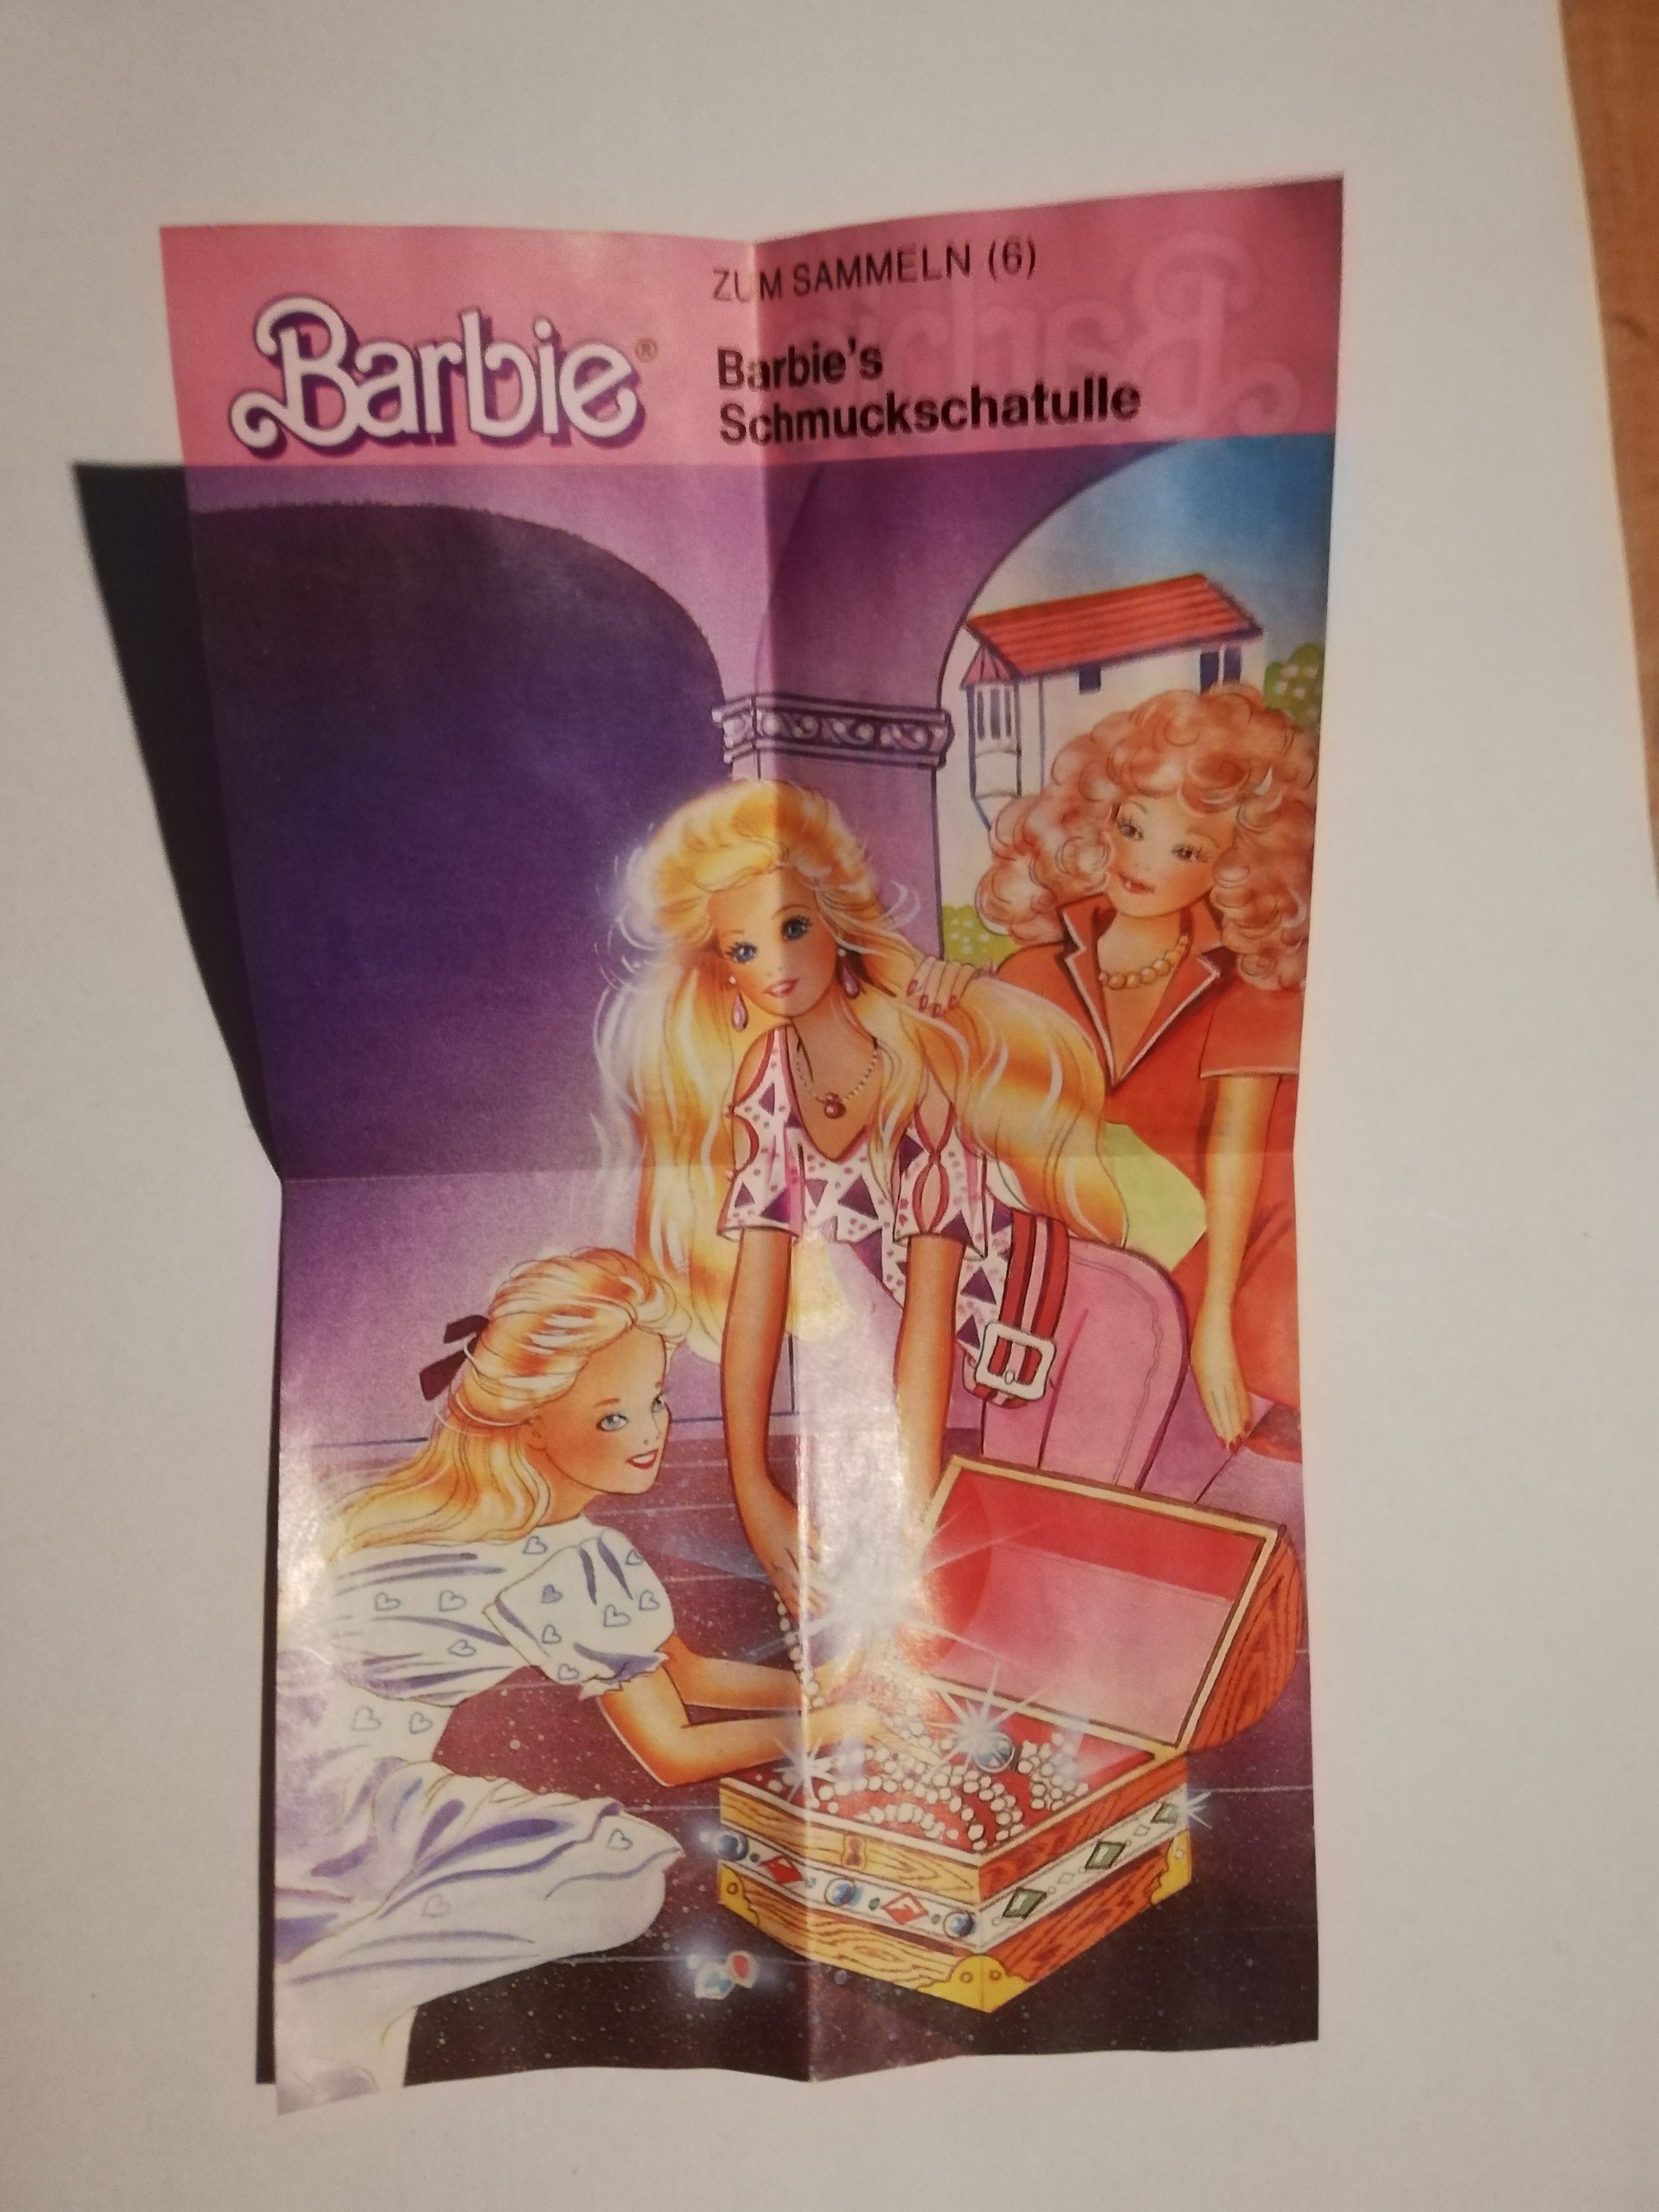 ZUM SAMMELN (6)
Barbie®
Barbie's
Schmuckschatulle